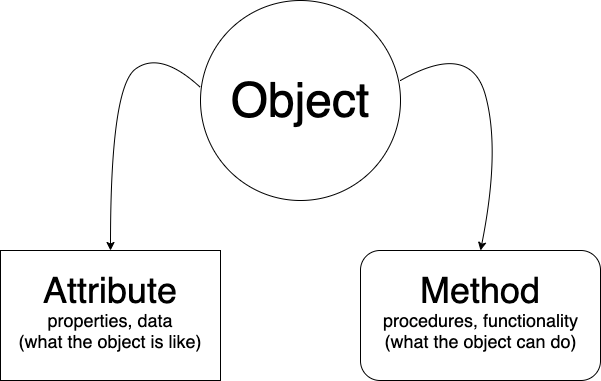 Object
Attribute
properties, data
(what the object is like)
Method
procedures, functionality
(what the object can do)